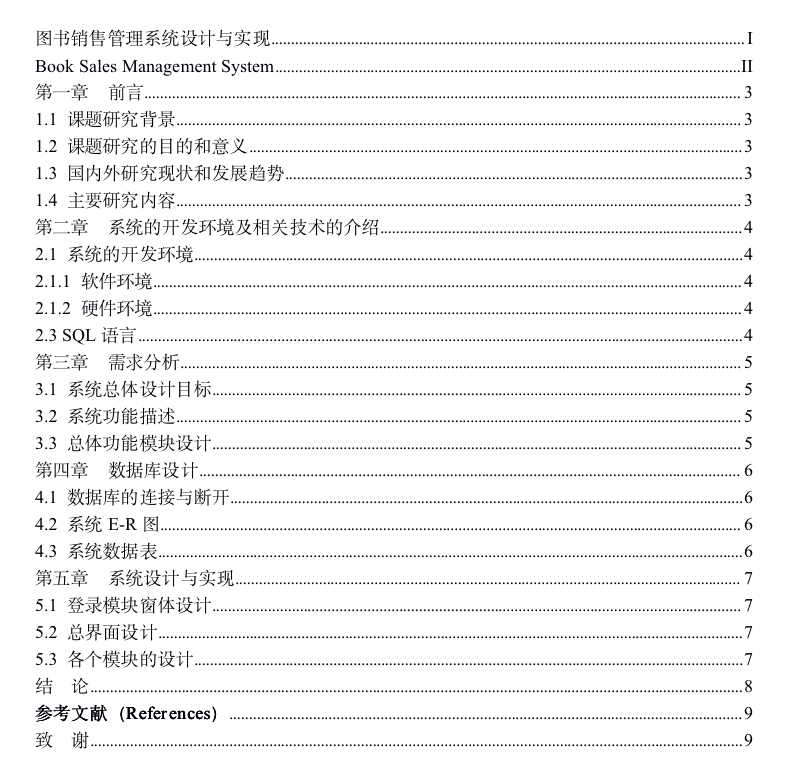 图书销售管理系统设计与实现 I
Book Sales Management System II
第一章 前言 3
1.1 课题研究背景 3
1.2 课题研究的目的和意义 3
1.3 国内外研究现状和发展趋势 3
1.4 主要研究内容 3
第二章 系统的开发环境及相关技术的介绍 4
2.1 系统的开发环境 4
2.1.1 软件环境 4
2.1.2 硬件环境 4
2.3 SQL 语言 4
第三章 需求分析 5
3.1 系统总体设计目标 5
3.2 系统功能描述 5
3.3 总体功能模块设计 5
第四章 数据库设计 6
4.1 数据库的连接与断开 6
4.2 系统 E-R 图 6
4.3 系统数据表 6
第五章 系统设计与实现 7
5.1 登录模块窗体设计 7
5.2 总界面设计 7
5.3 各个模块的设计 7
结 论 8
参考文献（References） 9
致 谢 9